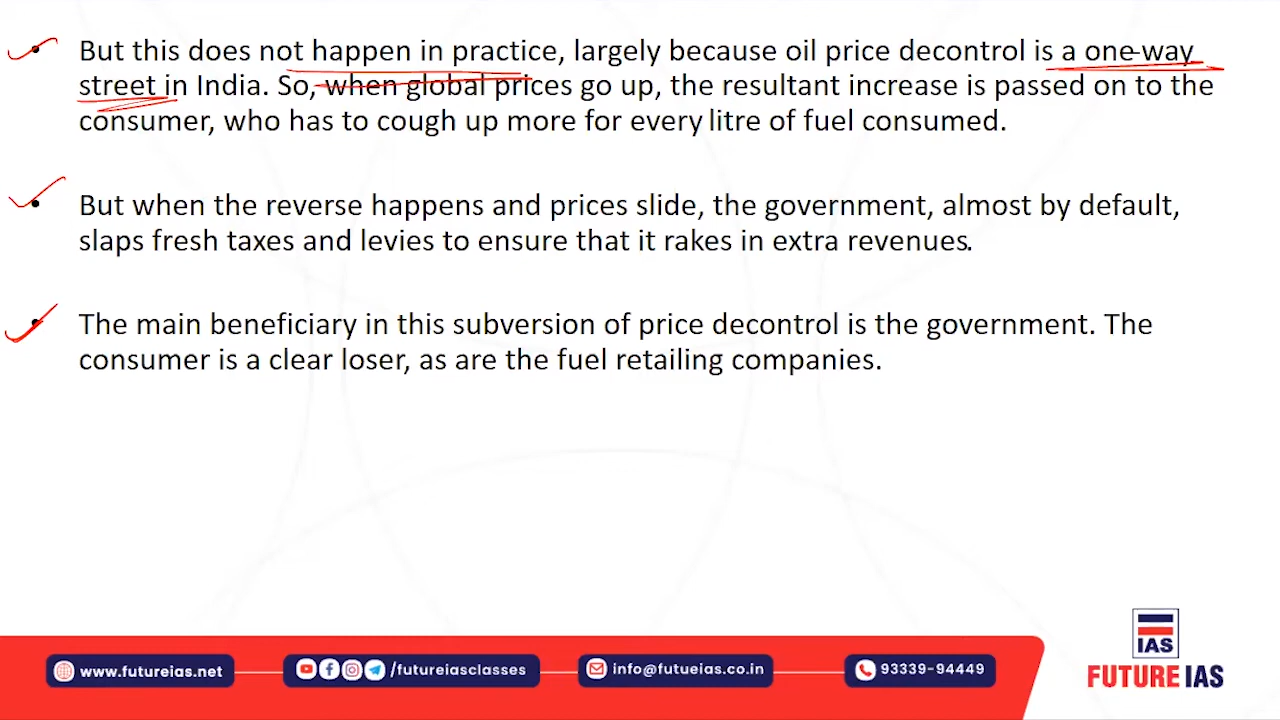 But this does not happen in practice, largely because oil price decontrol is a one-way
street in India. So, when global prices go up, the resultant increase is passed on to the
consumer, who has to cough up more for every litre of fuel consumed.
But when the reverse happens and prices slide, the government, almost by default,
slaps fresh taxes and levies to ensure that it rakes in extra revenues.
The main beneficiary in this subversion of price decontrol is the government. The
consumer is a clear loser, as are the fuel retailing companies.
IAS
FUTURE IAS
www.futureias.net
/futureiasclasses
info@futueias.co.in
93339-94449